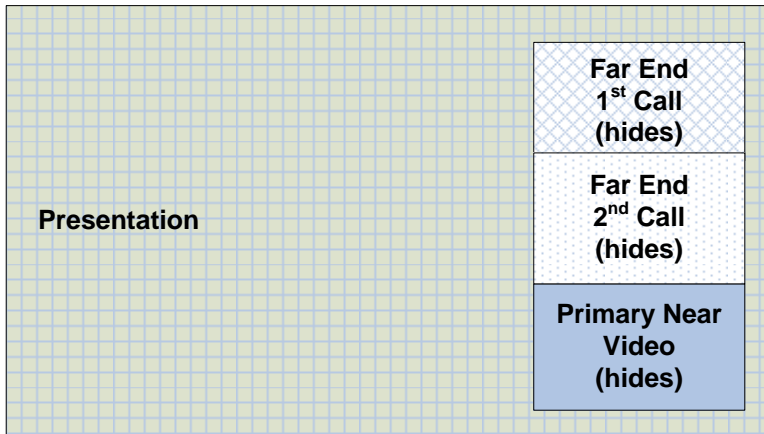 Presentation
Far End
1st Call
(hides)
Far End
2nd Call
(hides)
Primary Near
Video
(hides)